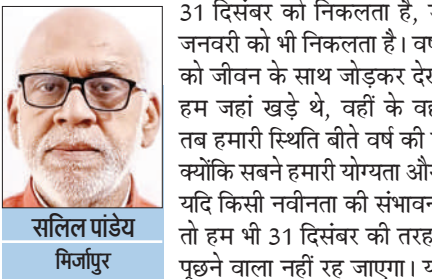 31 दिसंबर को निकलता है,
जनवरी को भी निकलता है। वर्ष
को जीवन के साथ जोड़कर
हम जहां खड़े थे, वहीं के
तब हमारी स्थिति बीते वर्ष की
क्योंकि सबने हमारी योग्यता
यदि किसी नवीनता की
तो हम भी 31 दिसंबर की तरह
पूछने वाला नहीं रह जाएगा।
सलिल पांडेय
मिर्जापुर